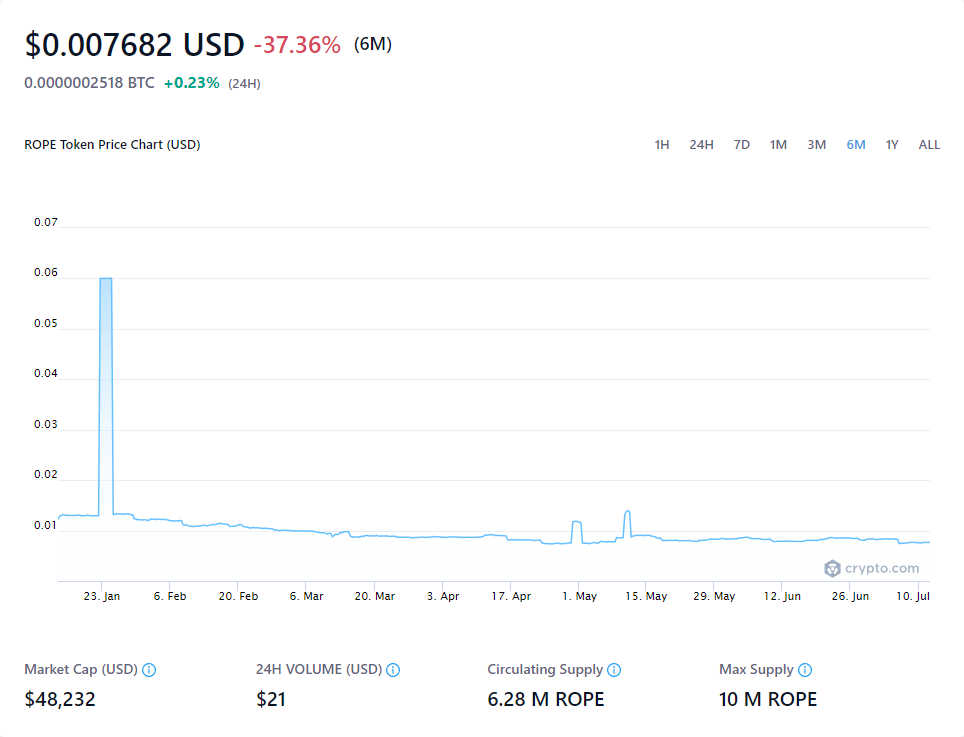 $0.007682 USD -37.36% (6M)
0.0000002518 BTC +0.23% (24H)
ROPE Token Price Chart (USD) 1H 24H 7D 1M 3M 6M 1Y ALL
0.07
0.06
0.05
0.04
0.03
0.02
0.01
crypto.com
23. Jan 6. Feb 20. Feb 6. Mar 20. Mar 3. Apr 17. Apr 1. May 15. May 29. May 12. Jun 26. Jun 10. Jul
Market Cap (USD) 24H VOLUME (USD) Circulating Supply Max Supply
$48,232 $21 6.28 M ROPE 10 M ROPE